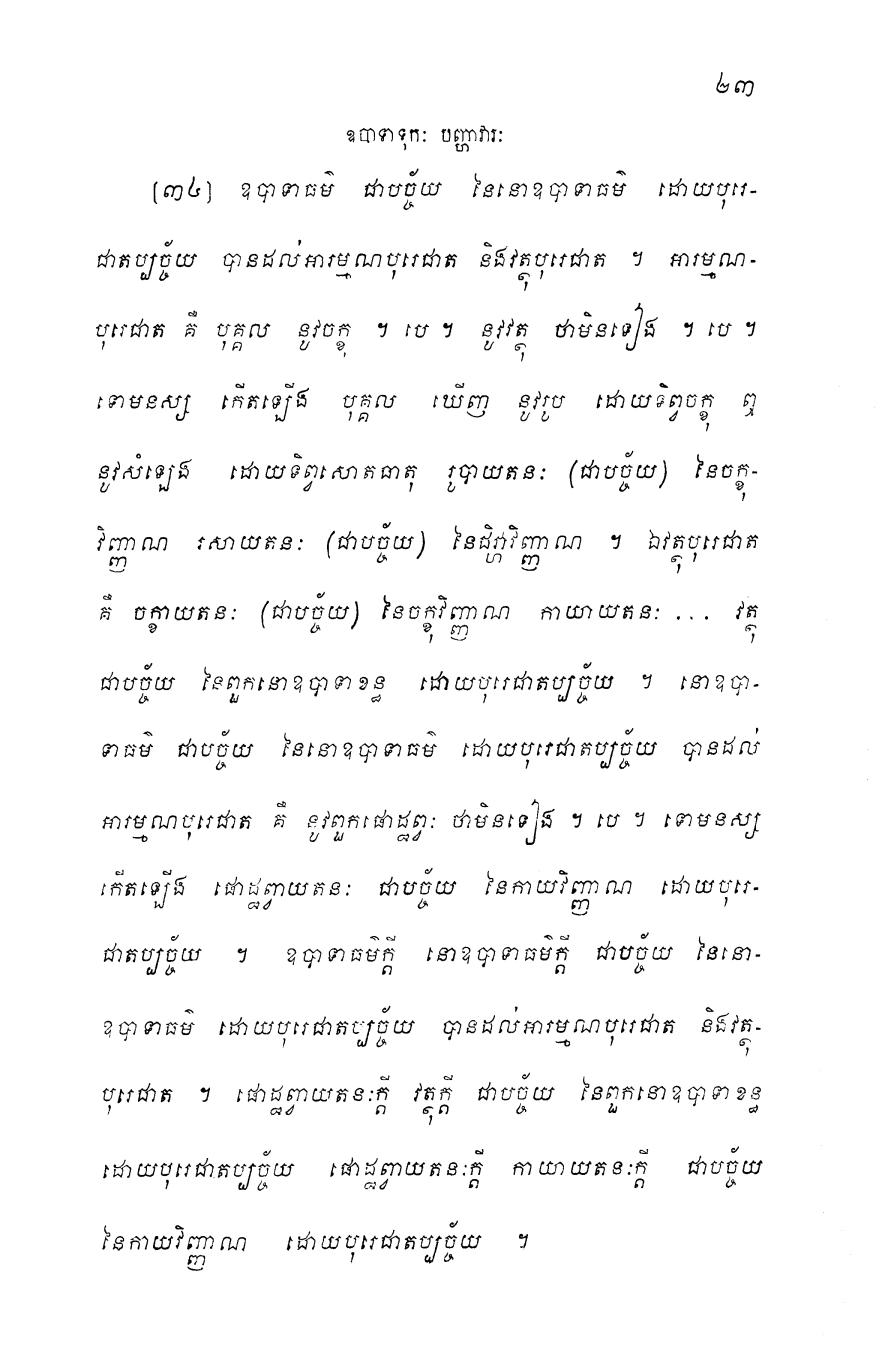 ២៣
ឧបាទាទុកៈ បញ្ហាវារៈ
[៣៤] ឧបាទាធម៌ ជាបច្ច័យ នៃនោឧបាទាធម៌ ដោយបុរេ-
ជាតប្បច្ច័យ បានដល់អារម្មណបុរេជាត និងវត្ថុបុរេជាត ។ អារម្មណ-
បុរេជាត គឺ បុគ្គល នូវចក្ខុ ។ បេ ។ នូវវត្ថុ ថាមិនទៀង ។ បេ ។
ទោមនស្ស កើតឡើង បុគ្គល ឃើញ នូវរូប ដោយទិព្វចក្ខុ ឮ
នូវសំឡេង ដោយទិព្វសោតធាតុ រូបាយតនៈ (ជាបច្ច័យ) នៃចក្ខុ-
វិញ្ញាណ រសាយតនៈ (ជាបច្ច័យ) នៃជិវ្ហាវិញ្ញាណ ។ ឯវត្ថុបុរេជាត
គឺ ចក្ខាយតនៈ (ជាបច្ច័យ) នៃចក្ខុវិញ្ញាណ កាយាយតនៈ ... វត្ថុ
ជាបច្ច័យ នៃពួកនោឧបាទាខន្ធ ដោយបុរេជាតប្បច្ច័យ ។ នោឧបា-
ទាធម៌ ជាបច្ច័យ នៃនោឧបាទាធម៌ ដោយបុរេជាតប្បច្ច័យ បានដល់
អារម្មណបុរេជាត គឺ នូវពួកផោដ្ឋព្វៈ ថាមិនទៀង ។ បេ ។ ទោមនស្ស
កើតឡើង ផោដ្ឋព្វាយតនៈ ជាបច្ច័យ នៃកាយវិញ្ញាណ ដោយបុរេ-
ជាតប្បច្ច័យ ។ ឧបាទាធម៌ក្តី នោឧបាទាធម៌ក្តី ជាបច្ច័យ នៃនោ-
ឧបាទាធម៌ ដោយបុរេជាតប្បច្ច័យ បានដល់អារម្មណបុរេជាត និងវត្ថុ-
បុរេជាត ។ ផោដ្ឋព្វាយតនៈក្តី វត្ថុក្តី ជាបច្ច័យ នៃពួកនោឧបាទាខន្ធ
ដោយបុរេជាតប្បច្ច័យ ផោដ្ឋព្វាយតនៈក្តី កាយាយតនៈក្តី ជាបច្ច័យ
នៃកាយវិញ្ញាណ ដោយបុរេជាតប្បច្ច័យ ។